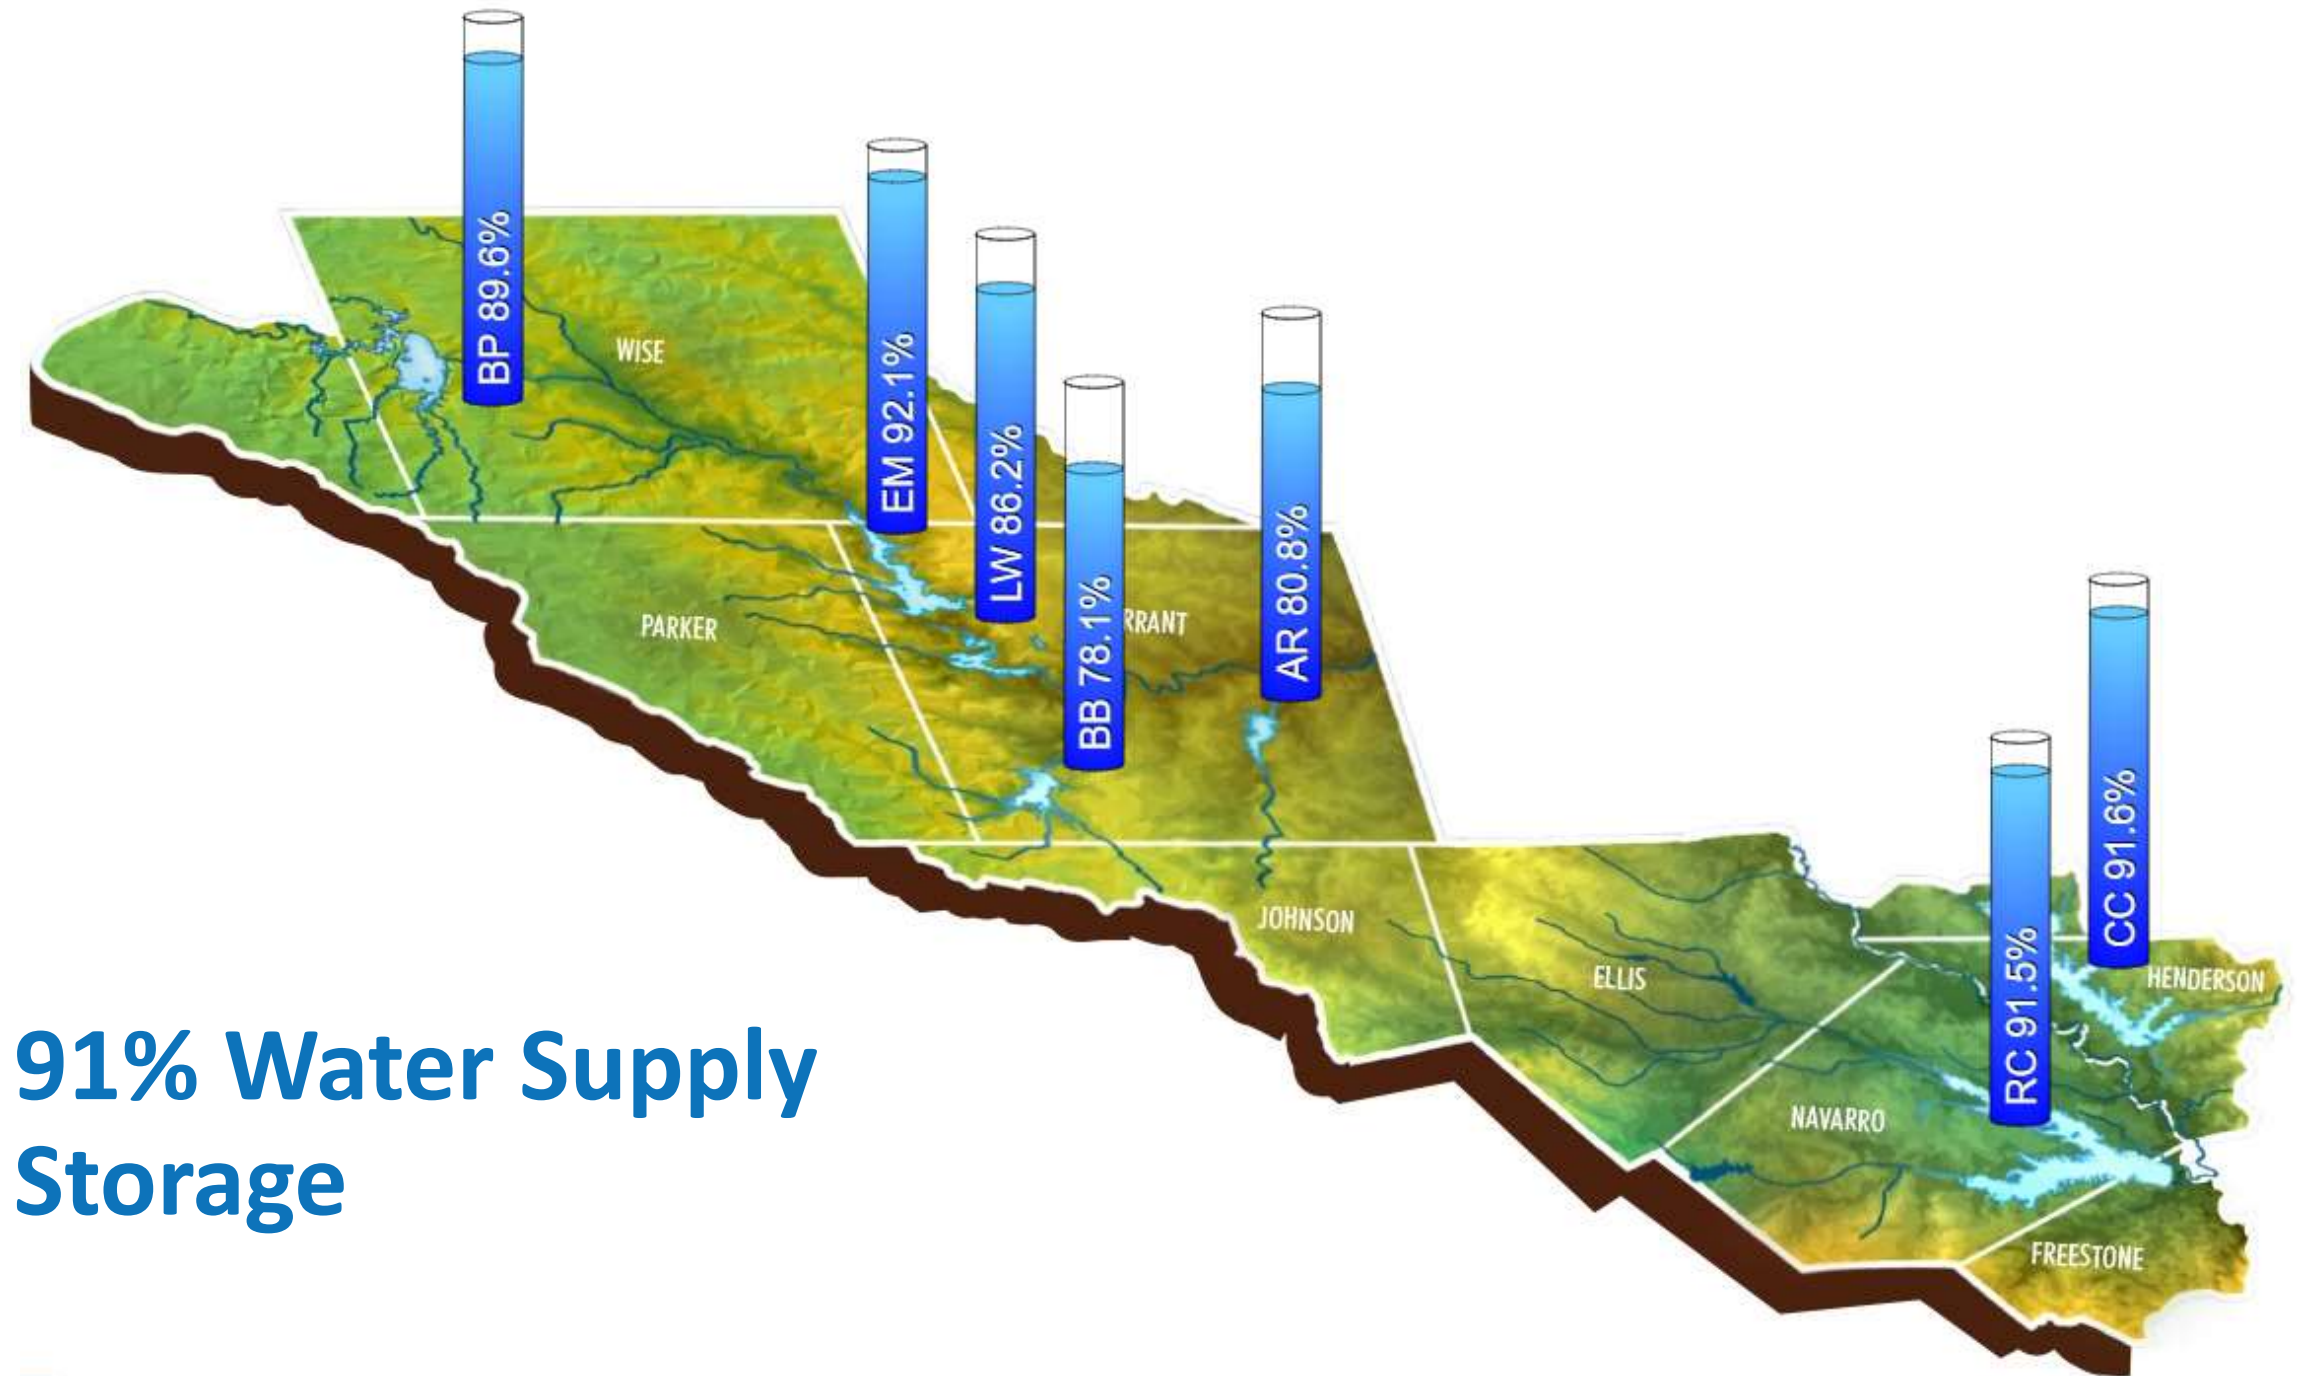 BP 89.6%
EM 92.1%
LW 86.2%
BB 78.1%
AR 80.8%
CC 91.6%
RC 91.5%
WISE
PARKER
RRANT
JOHNSON
ELLIS
HENDERSON
NAVARRO
FREESTONE
91% Water Supply
Storage